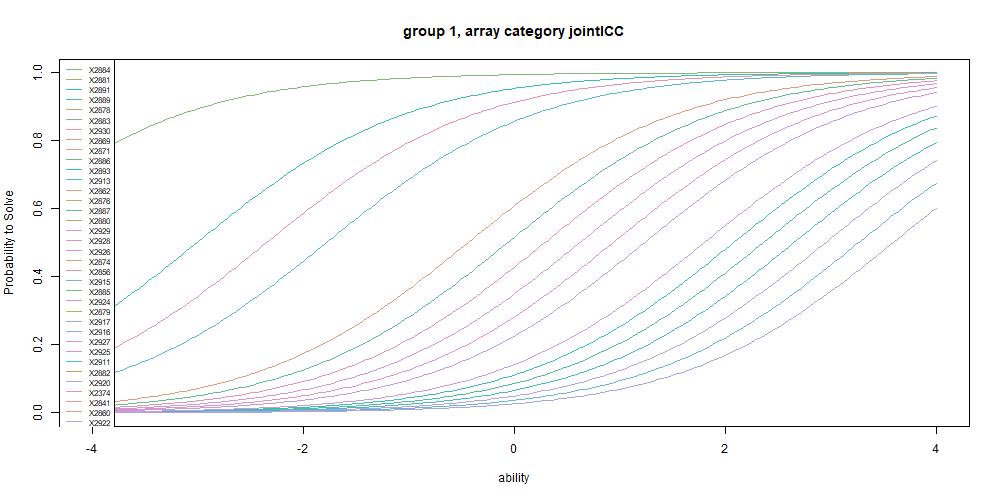 group 1, array category jointICC
Probability to Solve
1.0
0.8
0.6
0.4
0.2
0.0
X2884
X2881
X2891
X2889
X2878
X2883
X2930
X2869
X2871
X2886
X2893
X2913
X2862
X2876
X2887
X2880
X2929
X2928
X2926
X2874
X2856
X2915
X2885
X2924
X2879
X2917
X2916
X2927
X2925
X2911
X2882
X2920
X2374
X2841
X2860
X2922
-4
-2
0
2
4
ability